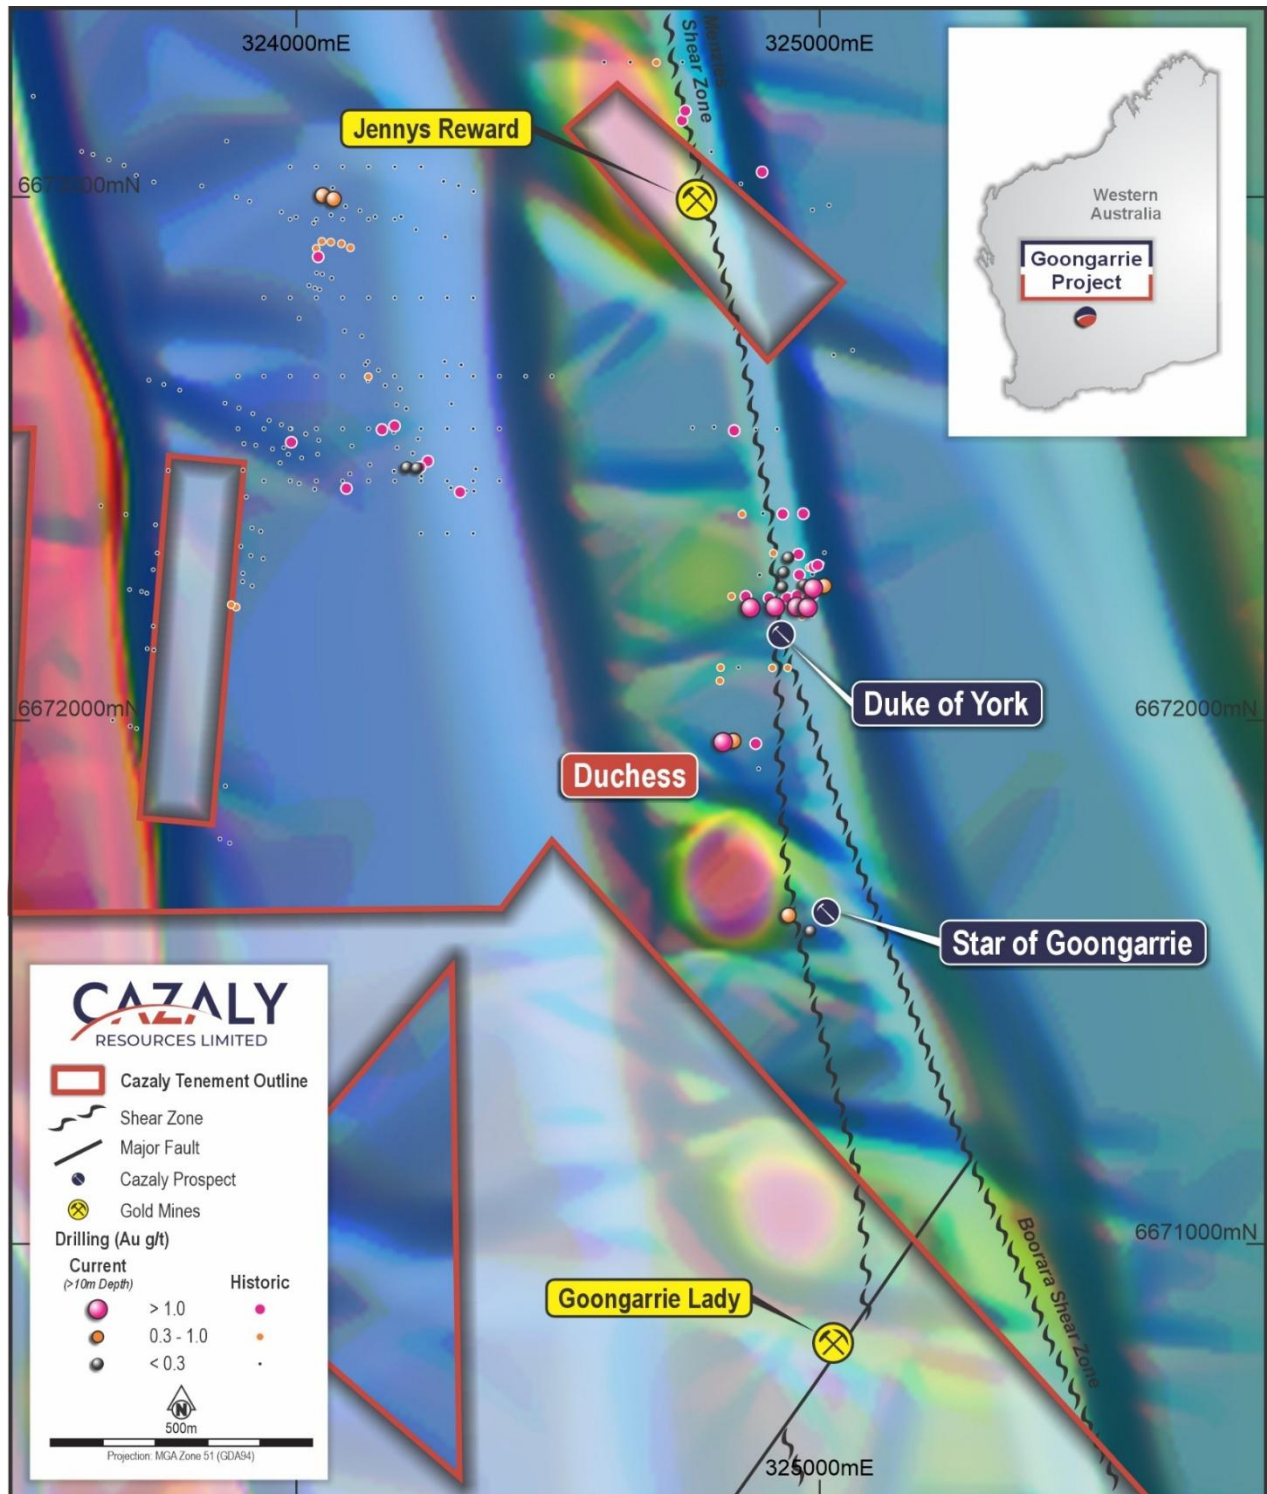 324000mE
325000mE
Menzies
Shear Zone
Jennys Reward
6673000mN
Western
Australia
Goongarrie
Project
Duke of York
6672000mN
6672000mN
Duchess
Star of Goongarrie
CAZALY
RESOURCES LIMITED
Cazaly Tenement Outline
Shear Zone
Major Fault
Cazaly Prospect
Gold Mines
Drilling (Au g/t)
Current
(>10m Depth)
Historic
> 1.0
0.3 - 1.0
< 0.3
N
500m
Projection: MGA Zone 51 (GDA94)
6671000mN
Boorara Shear Zone
Goongarrie Lady
325000mE